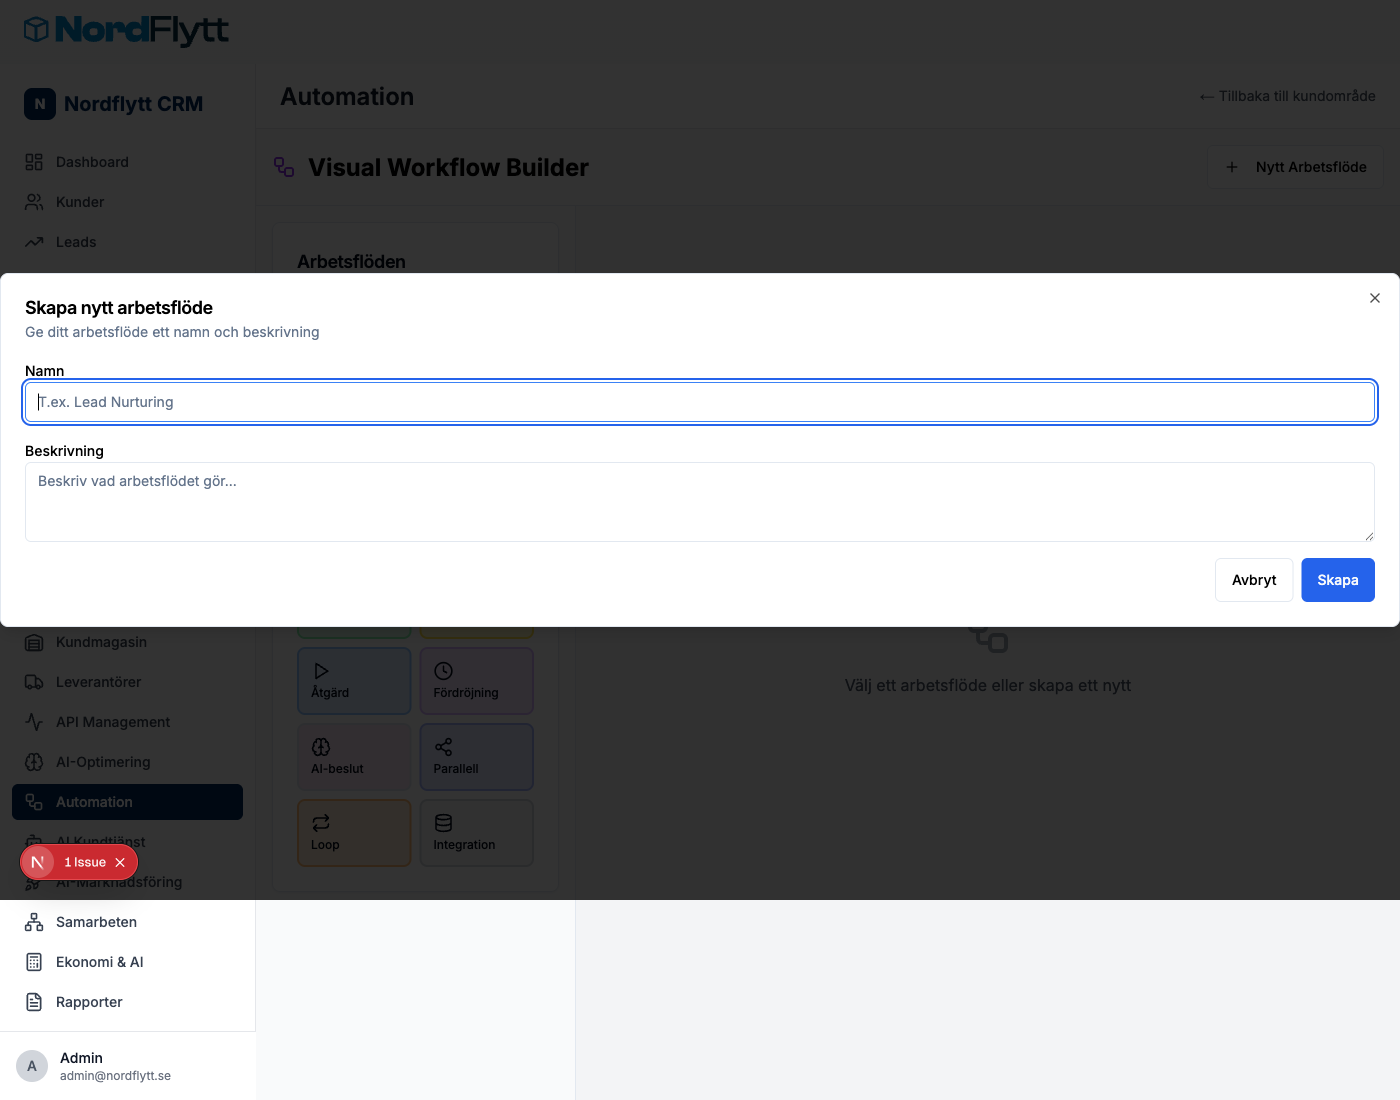 NordFlytt
N Nordflytt CRM
Automation
← Tillbaka till kundområde
Dashboard
Kunder
Leads
Visual Workflow Builder
+ Nytt Arbetsflöde
Arbetsflöden
Skapa nytt arbetsflöde
Ge ditt arbetsflöde ett namn och beskrivning
Namn
T.ex. Lead Nurturing
Beskrivning
Beskriv vad arbetsflödet gör...
Avbryt
Skapa
Kundmagasin
Leverantörer
API Management
AI-Optimering
Automation
AI Kundtjänst
N 1 Issue
AI-Marknadsföring
Samarbeten
Ekonomi & AI
Rapporter
A
Admin
admin@nordflytt.se
Åtgärd
Fördröjning
AI-beslut
Parallell
Loop
Integration
Välj ett arbetsflöde eller skapa ett nytt